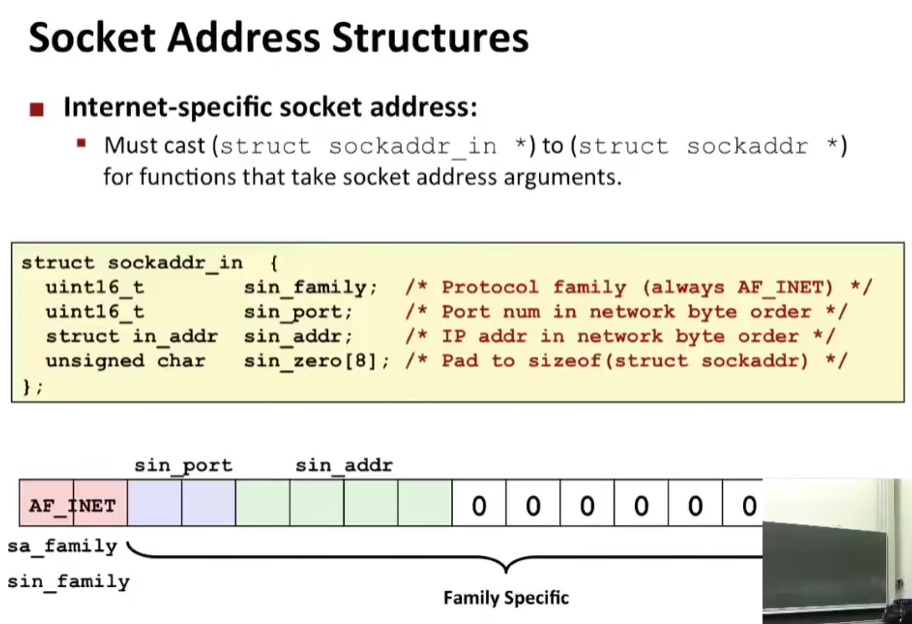 Socket Address Structures
Internet-specific socket address:
Must cast (struct sockaddr_in *) to (struct sockaddr *)
for functions that take socket address arguments.
struct sockaddr_in {
uint16_t sin_family; /* Protocol family (always AF_INET) */
uint16_t sin_port; /* Port num in network byte order */
struct in_addr sin_addr; /* IP addr in network byte order */
unsigned char sin_zero[8]; /* Pad to sizeof(struct sockaddr) */
};
sin_port sin_addr
AF_INET 0 0 0 0 0 0
sa_family
sin_family
Family Specific